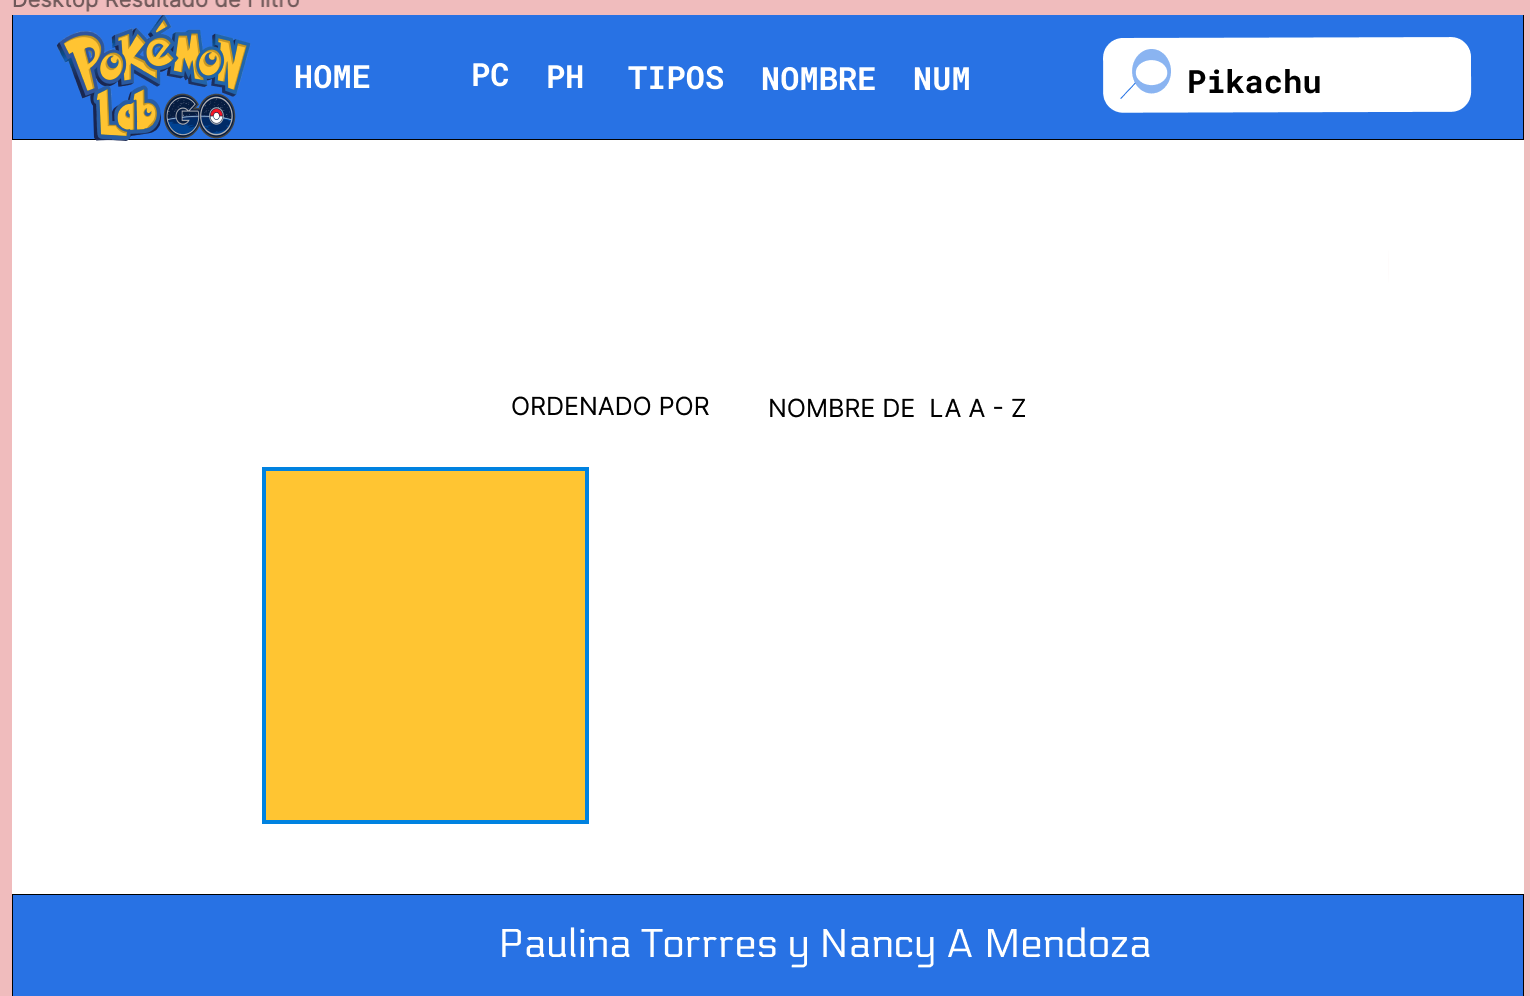 Desktop Resultado de Filtro
Pokémon
Lab GO
HOME PC PH TIPOS NOMBRE NUM
Pikachu
ORDENADO POR NOMBRE DE LA A - Z
Paulina Torrres y Nancy A Mendoza